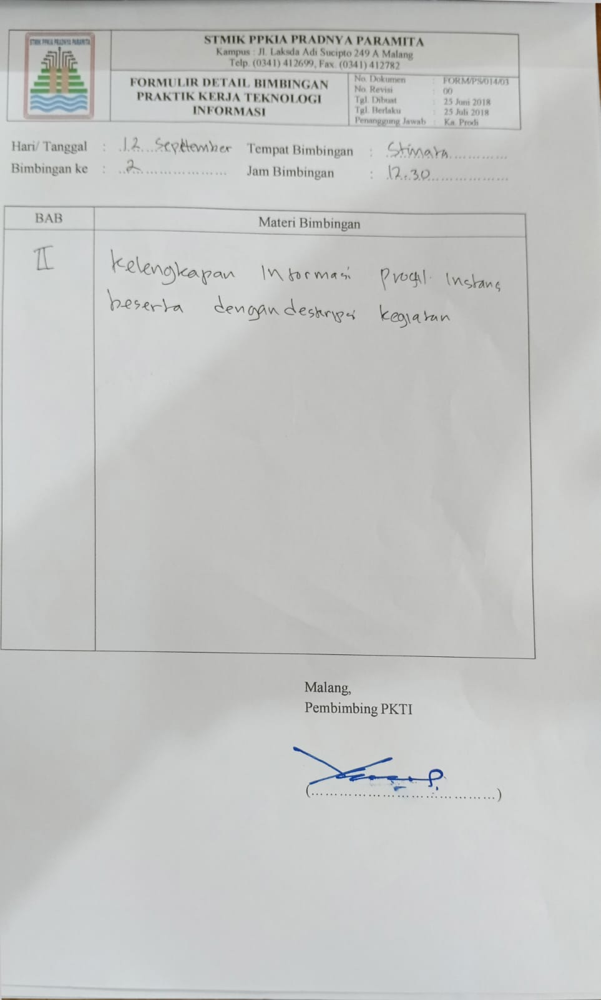 STMIK PPKIA PRADNYA PARAMITA
STMIK PPKIA PRADNYA PARAMITA
Kampus : Jl. Laksda Adi Sucipto 249 A Malang
Telp. (0341) 412699, Fax. (0341) 412782
FORMULIR DETAIL BIMBINGAN
PRAKTIK KERJA TEKNOLOGI
INFORMASI
No. Dokumen : FORM/PS/014/03
No. Revisi : 00
Tgl. Dibuat : 25 Juni 2018
Tgl. Berlaku : 25 Juli 2018
Penanggung Jawab : Ka. Prodi
Hari/ Tanggal : 12 September Tempat Bimbingan : Stimata
Bimbingan ke : 2 Jam Bimbingan : 12.30
BAB Materi Bimbingan
II Kelengkapan Informasi Profil Instans
beserta dengan deskripsi kegiatan
Malang,
Pembimbing PKTI